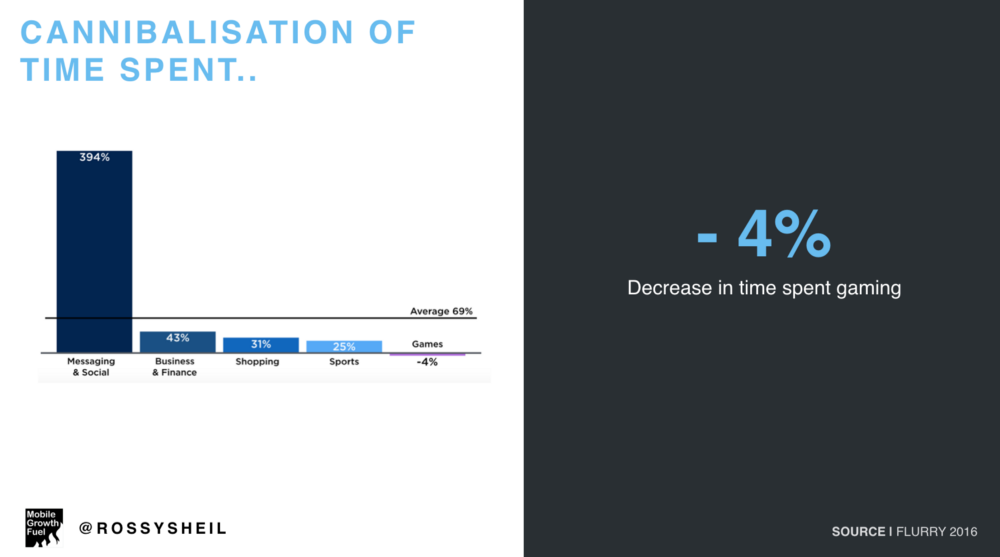 CANNIBALISATION OF
TIME SPENT..
394%
Average 69%
43%
31%
25%
Games
-4%
Messaging
& Social
Business
& Finance
Shopping
Sports
- 4%
Decrease in time spent gaming
Mobile
Growth
Fuel
@ROSSYSHEIL
SOURCE | FLURRY 2016